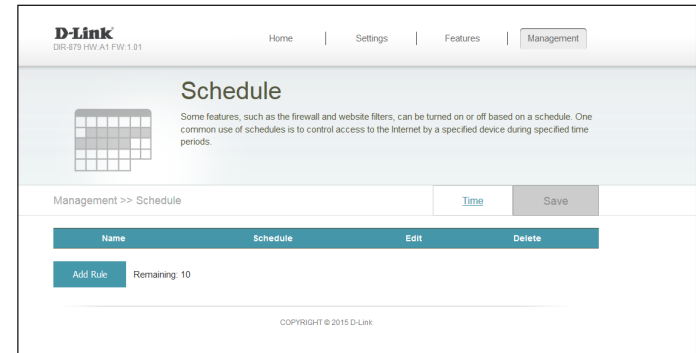 D-Link
DIR-879 HW:A1 FW:1.01
Home
Settings
Features
Management
Schedule
Some features, such as the firewall and website filters, can be turned on or off based on a schedule. One
common use of schedules is to control access to the Internet by a specified device during specified time
periods.
Management >> Schedule
Time
Save
Name
Schedule
Edit
Delete
Add Rule
Remaining: 10
COPYRIGHT © 2015 D-Link